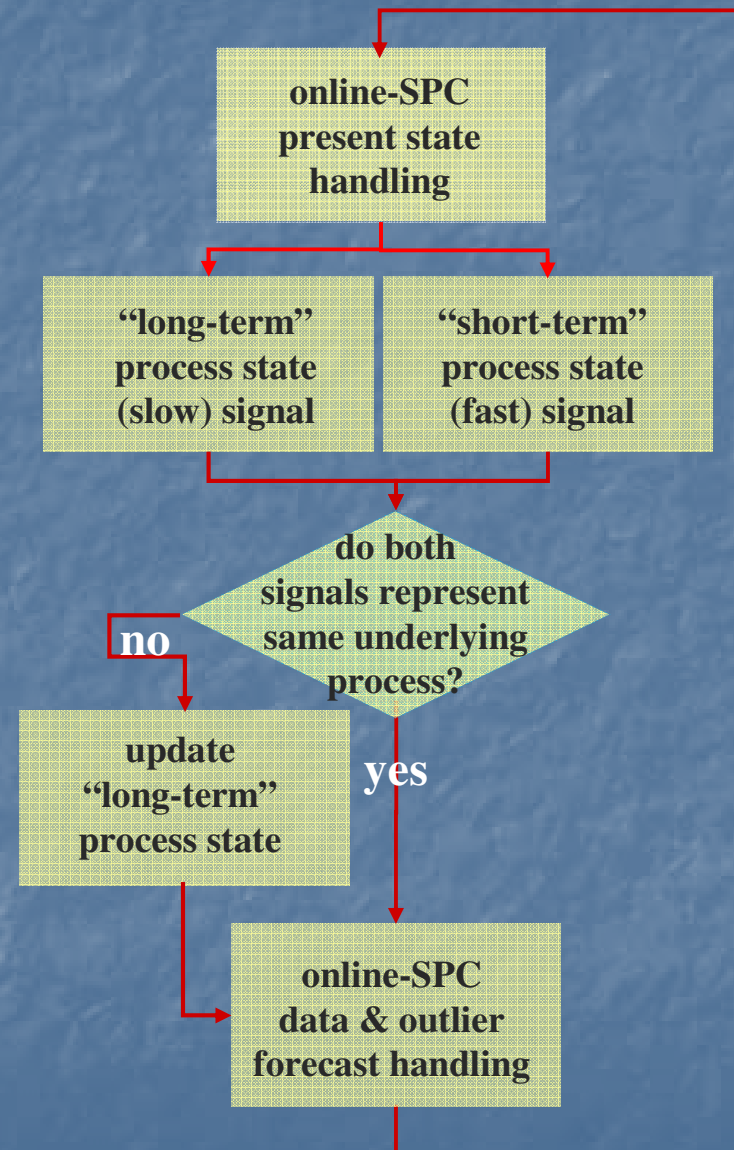 online-SPC
present state
handling
“long-term”
process state
(slow) signal
“short-term”
process state
(fast) signal
do both
signals represent
same underlying
process?
no
update
“long-term”
process state
yes
online-SPC
data & outlier
forecast handling